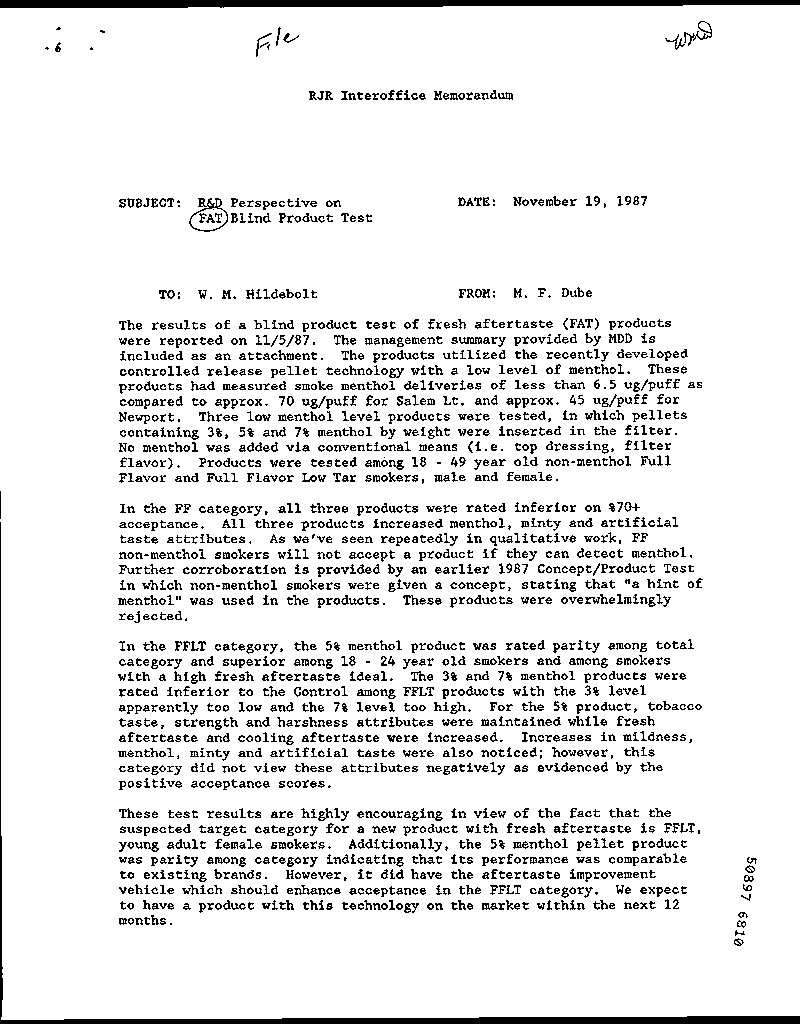 File
RJR Interoffice Memorandum
SUBJECT: R&D Perspective on DATE: November 19, 1987
FAT Blind Product Test
TO: W. M. Hildebolt FROM: M. F. Dube
The results of a blind product test of fresh aftertaste (FAT) products
were reported on 11/5/87. The management summary provided by MDD is
included as an attachment. The products utilized the recently developed
controlled release pellet technology with a low level of menthol. These
products had measured smoke menthol deliveries of less than 6.5 ug/puff as
compared to approx. 70 ug/puff for Salem Lt. and approx. 45 ug/puff for
Newport. Three low menthol level products were tested, in which pellets
containing 3%, 5% and 7% menthol by weight were inserted in the filter.
No menthol was added via conventional means (i.e. top dressing, filter
flavor). Products were tested among 18 - 49 year old non-menthol Full
Flavor and Full Flavor Low Tar smokers, male and female.
In the FF category, all three products were rated inferior on %70+
acceptance. All three products increased menthol, minty and artificial
taste attributes. As we've seen repeatedly in qualitative work, FF
non-menthol smokers will not accept a product if they can detect menthol.
Further corroboration is provided by an earlier 1987 Concept/Product Test
in which non-menthol smokers were given a concept, stating that "a hint of
menthol" was used in the products. These products were overwhelmingly
rejected.
In the FFLT category, the 5% menthol product was rated parity among total
category and superior among 18 - 24 year old smokers and among smokers
with a high fresh aftertaste ideal. The 3% and 7% menthol products were
rated inferior to the Control among FFLT products with the 3% level
apparently too low and the 7% level too high. For the 5% product, tobacco
taste, strength and harshness attributes were maintained while fresh
aftertaste and cooling aftertaste were increased. Increases in mildness,
menthol, minty and artificial taste were also noticed; however, this
category did not view these attributes negatively as evidenced by the
positive acceptance scores.
These test results are highly encouraging in view of the fact that the
suspected target category for a new product with fresh aftertaste is FFLT,
young adult female smokers. Additionally, the 5% menthol pellet product
was parity among category indicating that its performance was comparable
to existing brands. However, it did have the aftertaste improvement
vehicle which should enhance acceptance in the FFLT category. We expect
to have a product with this technology on the market within the next 12
months.
50897 6810